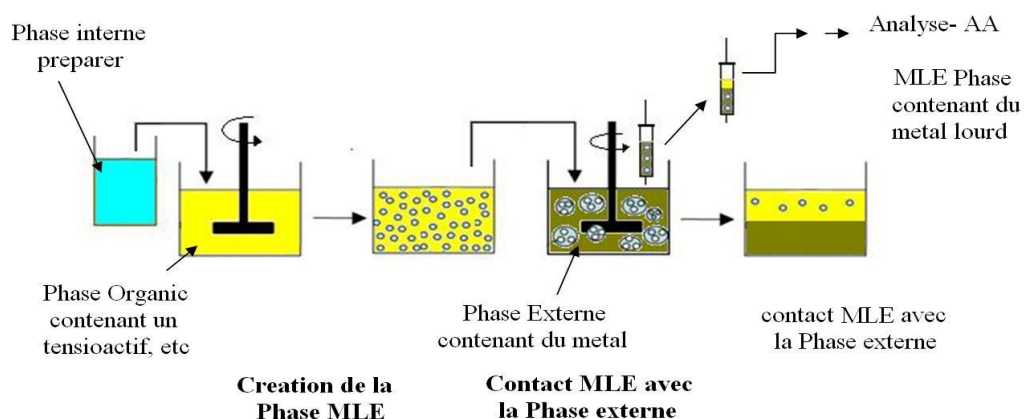 Phase interne
preparer
Analyse- AA
MLE Phase
contenant du
metal lourd
Phase Organic
contenant un
tensioactif, etc
Phase Externe
contenant du metal
contact MLE avec
la Phase externe
Creation de la
Phase MLE
Contact MLE avec
la Phase externe